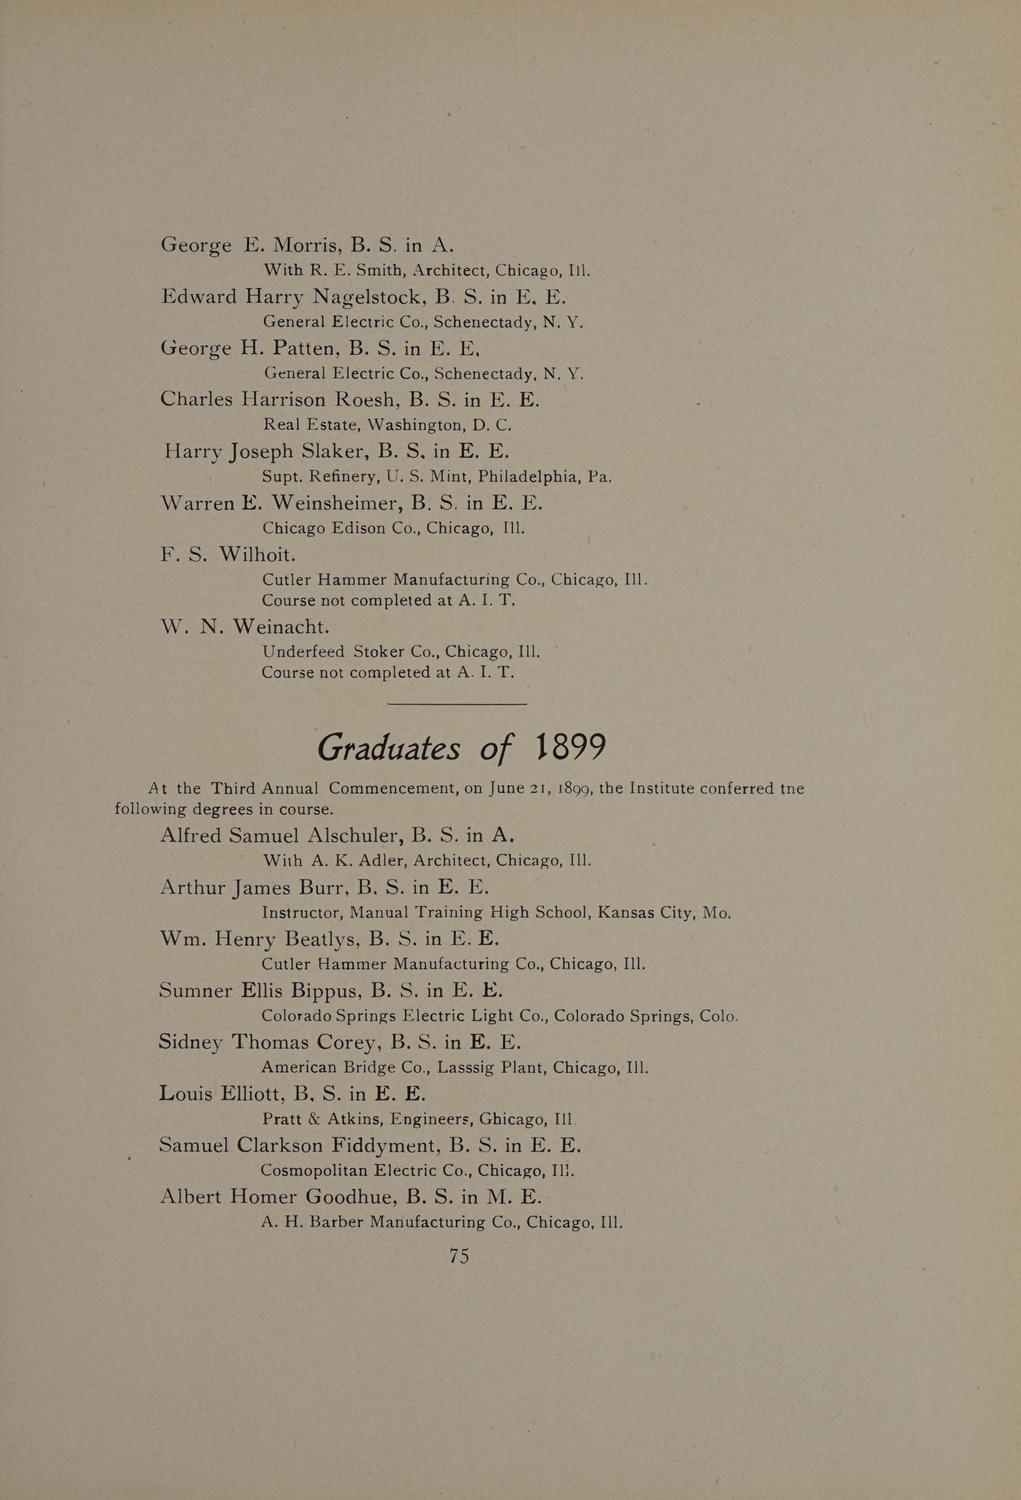 George E. Morris, B. S. in A.
With R. E. Smith, Architect, Chicago, Ill.
Edward Harry Nagelstock, B. S. in E. E.
General Electric Co., Schenectady, N. Y.
George H. Patten, B. S. in E. E,
General Electric Co., Schenectady, N. Y.
Charles Harrison Roesh, B. S. in E. E.
Real Estate, Washington, D. C.
Harry Joseph Slaker, B. S. in E. E.
Supt. Refinery, U. S. Mint, Philadelphia, Pa.
Warren E. Weinsheimer, B. S. in E. E.
Chicago Edison Co., Chicago, Ill.
F. S. Wilhoit.
Cutler Hammer Manufacturing Co., Chicago, Ill.
Course not completed at A. I. T.
W. N. Weinacht.
Underfeed Stoker Co., Chicago, Ill.
Course not completed at A. I. T.
Graduates of 1899
At the Third Annual Commencement, on June 21, 1899, the Institute conferred tne
following degrees in course.
Alfred Samuel Alschuler, B. S. in A.
With A. K. Adler, Architect, Chicago, Ill.
Arthur James Burr, B. S. in E. E.
Instructor, Manual Training High School, Kansas City, Mo.
Wm. Henry Beatlys, B. S. in E. E.
Cutler Hammer Manufacturing Co., Chicago, Ill.
Sumner Ellis Bippus, B. S. in E. E.
Colorado Springs Electric Light Co., Colorado Springs, Colo.
Sidney Thomas Corey, B. S. in E. E.
American Bridge Co., Lasssig Plant, Chicago, Ill.
Louis Elliott, B. S. in E. E.
Pratt & Atkins, Engineers, Ghicago, Ill.
Samuel Clarkson Fiddyment, B. S. in E. E.
Cosmopolitan Electric Co., Chicago, Ill.
Albert Homer Goodhue, B. S. in M. E.
A. H. Barber Manufacturing Co., Chicago, Ill.
75